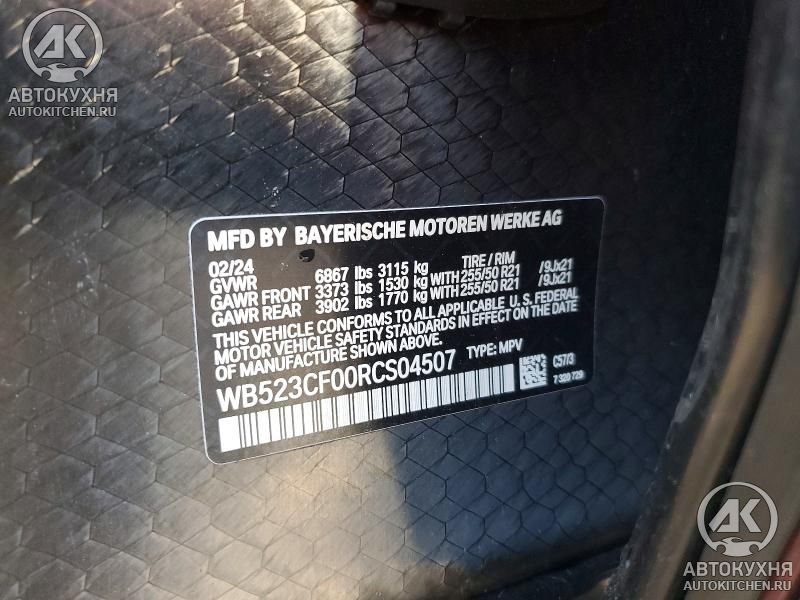 АК
АВТОКУХНЯ
AUTOKITCHEN.RU
MFD BY BAYERISCHE MOTOREN WERKE AG
02/24 TIRE / RIM
GVWR 6867 lbs 3115 kg
GAWR FRONT 3373 lbs 1530 kg WITH 255/50 R21 /9Jx21
GAWR REAR 3902 lbs 1770 kg WITH 255/50 R21 /9Jx21
THIS VEHICLE CONFORMS TO ALL APPLICABLE U. S. FEDERAL
MOTOR VEHICLE SAFETY STANDARDS IN EFFECT ON THE DATE
OF MANUFACTURE SHOWN ABOVE.
WB523CF00RCS04507 TYPE: MPV
C57/3
7 320 729
АК
АВТОКУХНЯ
AUTOKITCHEN.RU